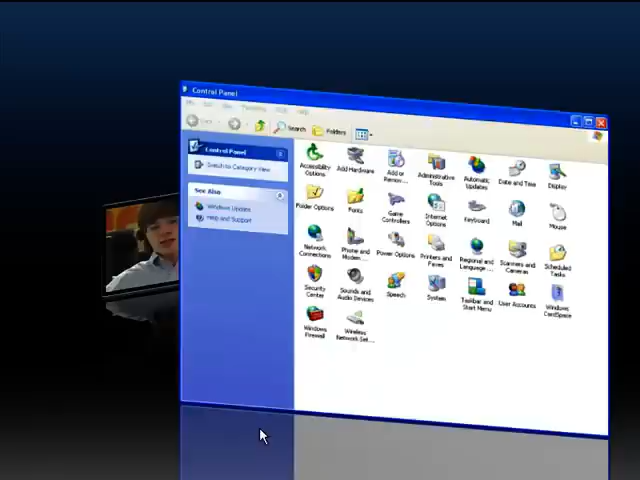 Control Panel
Search
Folders
Control Panel
Switch to Category View
See Also
Windows Update
Help and Support
Accessibility Options
Add Hardware
Add or Remov...
Administrative Tools
Automatic Updates
Date and Time
Display
Folder Options
Fonts
Game Controllers
Internet Options
Keyboard
Mail
Mouse
Network Connections
Phone and Modem ...
Power Options
Printers and Faxes
Regional and Language ...
Scanners and Cameras
Scheduled Tasks
Security Center
Sounds and Audio Devices
Speech
System
Taskbar and Start Menu
User Accounts
Windows CardSpace
Windows Firewall
Wireless Network Set...